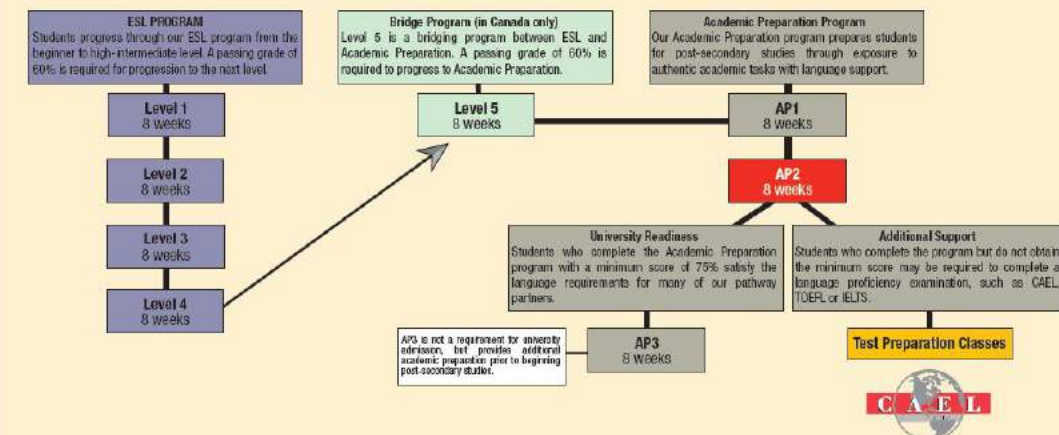 ESL PROGRAM
Students progress through our ESL program from the
beginner to high-intermediate level. A passing grade of
60% is required for progression to the next level.
Level 1
8 weeks
Level 2
8 weeks
Level 3
8 weeks
Level 4
8 weeks
Bridge Program (in Canada only)
Level 5 is a bridging program between ESL and
Academic Preparation. A passing grade of 60% is
required to progress to Academic Preparation.
Level 5
8 weeks
Academic Preparation Program
Our Academic Preparation program prepares students
for post-secondary studies through exposure to
authentic academic tasks with language support.
AP1
8 weeks
AP2
8 weeks
University Readiness
Students who complete the Academic Preparation
program with a minimum score of 75% satisfy the
language requirements for many of our pathway
partners.
AP3 is not a requirement for university
admission, but provides additional
academic preparation prior to beginning
post-secondary studies.
AP3
8 weeks
Additional Support
Students who complete the program but do not obtain
the minimum score may be required to complete a
language proficiency examination, such as CAEL,
TOEFL or IELTS.
Test Preparation Classes
CAEL